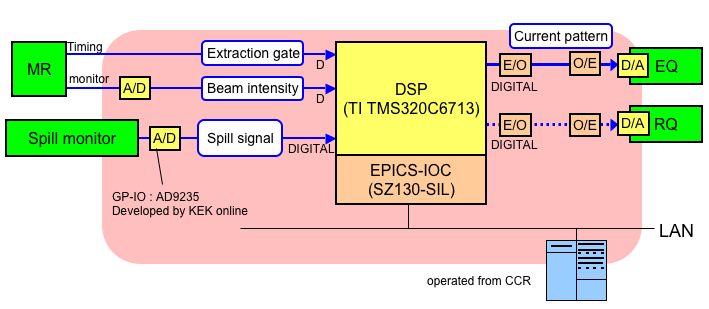 Current pattern
Timing
MR
Extraction gate
D
monitor
A/D
Beam intensity
D
DSP
(TI TMS320C6713)
E/O
O/E
D/A
EQ
DIGITAL
Spill monitor
A/D
Spill signal
DIGITAL
E/O
O/E
D/A
RQ
DIGITAL
EPICS-IOC
(SZ130-SIL)
GP-IO : AD9235
Developed by KEK online
LAN
operated from CCR